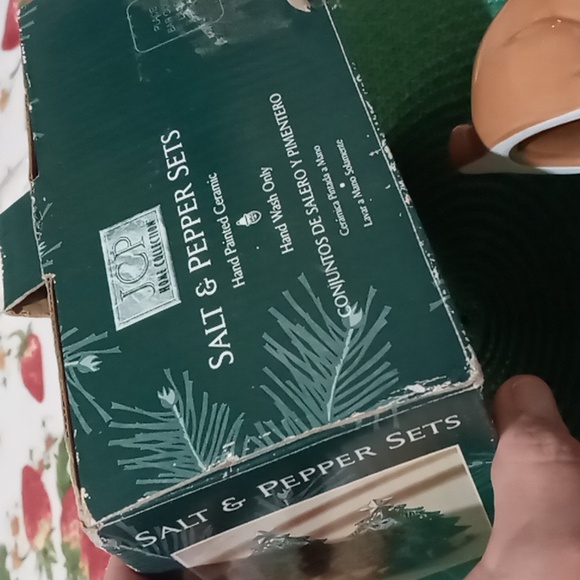 PLACE
JCP
HOME COLLECTION
SALT & PEPPER SETS
Hand Painted Ceramic
Hand Wash Only
CONJUNTOS DE SALERO Y PIMENTERO
Cerámica Pintada a Mano
Lavar a Mano Solamente
SALT & PEPPER SETS